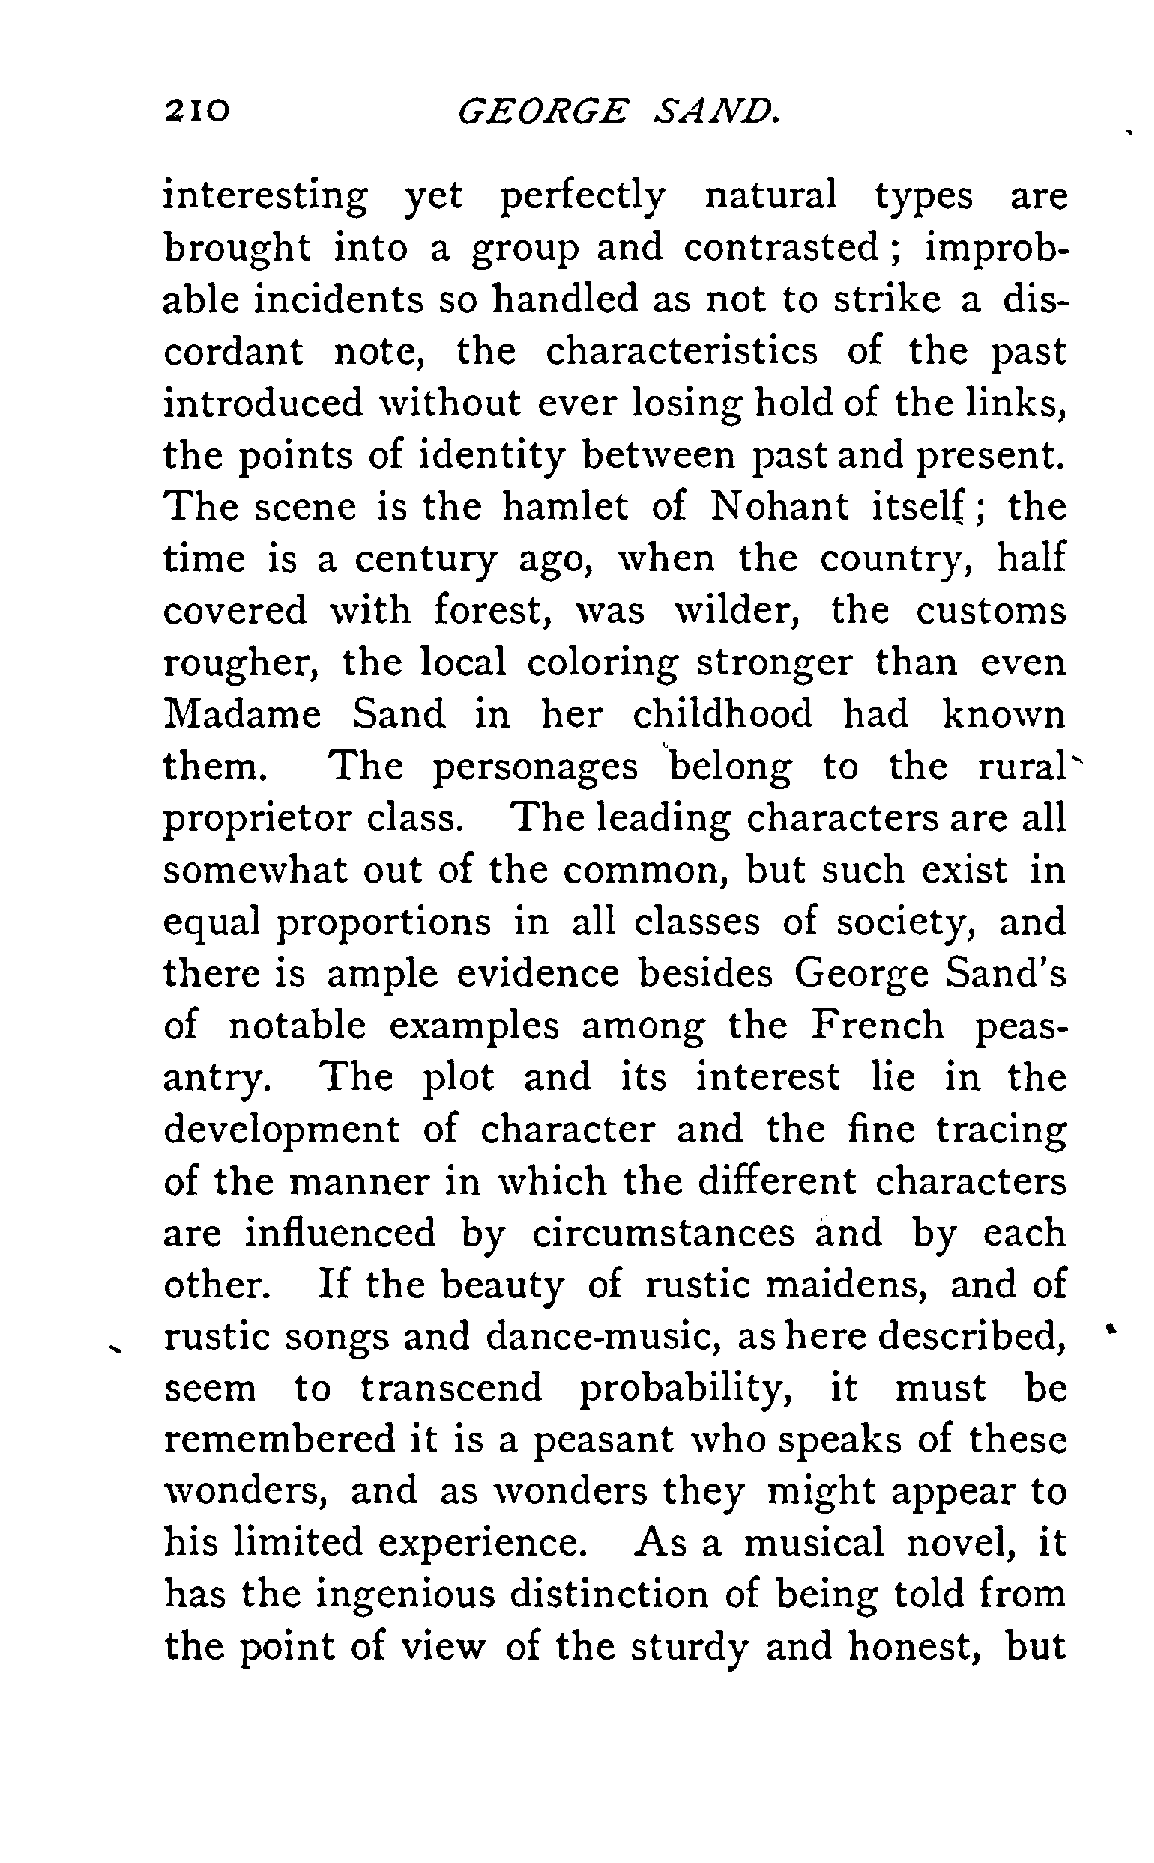 210 GEORGE SAND.
interesting yet perfectly natural types are
brought into a group and contrasted ; improb-
able incidents so handled as not to strike a dis-
cordant note, the characteristics of the past
introduced without ever losing hold of the links,
the points of identity between past and present.
The scene is the hamlet of Nohant itself ; the
time is a century ago, when the country, half
covered with forest, was wilder, the customs
rougher, the local coloring stronger than even
Madame Sand in her childhood had known
them. The personages belong to the rural
proprietor class. The leading characters are all
somewhat out of the common, but such exist in
equal proportions in all classes of society, and
there is ample evidence besides George Sand's
of notable examples among the French peas-
antry. The plot and its interest lie in the
development of character and the fine tracing
of the manner in which the different characters
are influenced by circumstances and by each
other. If the beauty of rustic maidens, and of
rustic songs and dance-music, as here described,
seem to transcend probability, it must be
remembered it is a peasant who speaks of these
wonders, and as wonders they might appear to
his limited experience. As a musical novel, it
has the ingenious distinction of being told from
the point of view of the sturdy and honest, but